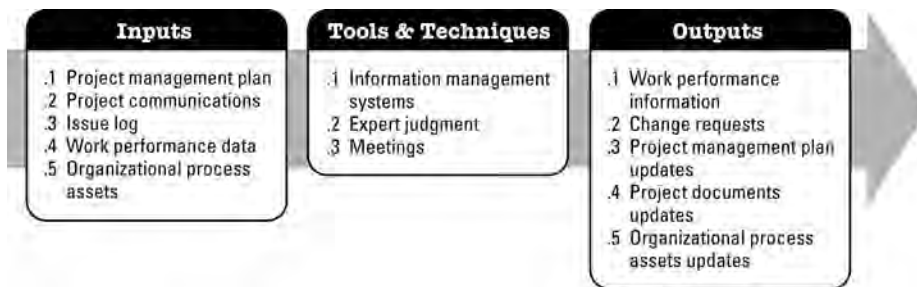 Inputs
.1 Project management plan
.2 Project communications
.3 Issue log
.4 Work performance data
.5 Organizational process
assets
Tools & Techniques
.1 Information management
systems
.2 Expert judgment
.3 Meetings
Outputs
.1 Work performance
information
.2 Change requests
.3 Project management plan
updates
.4 Project documents
updates
.5 Organizational process
assets updates